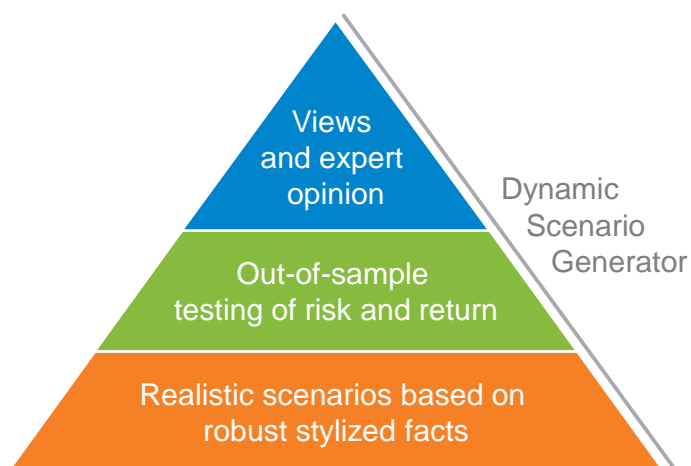 Views
and expert
opinion
Dynamic
Scenario
Generator
Out-of-sample
testing of risk and return
Realistic scenarios based on
robust stylized facts